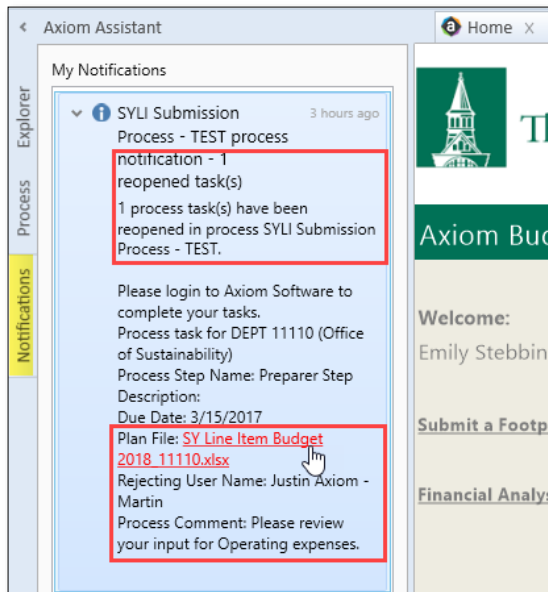 Axiom Assistant
Home X
My Notifications
Explorer
Process
Notifications
SYLI Submission 3 hours ago
Process - TEST process
notification - 1
reopened task(s)
1 process task(s) have been
reopened in process SYLI Submission
Process - TEST.
Please login to Axiom Software to
complete your tasks.
Process task for DEPT 11110 (Office
of Sustainability)
Process Step Name: Preparer Step
Description:
Due Date: 3/15/2017
Plan File: SY Line Item Budget
2018_11110.xlsx
Rejecting User Name: Justin Axiom -
Martin
Process Comment: Please review
your input for Operating expenses.
Th
Axiom Bud
Welcome:
Emily Stebbin
Submit a Footp
Financial Analys